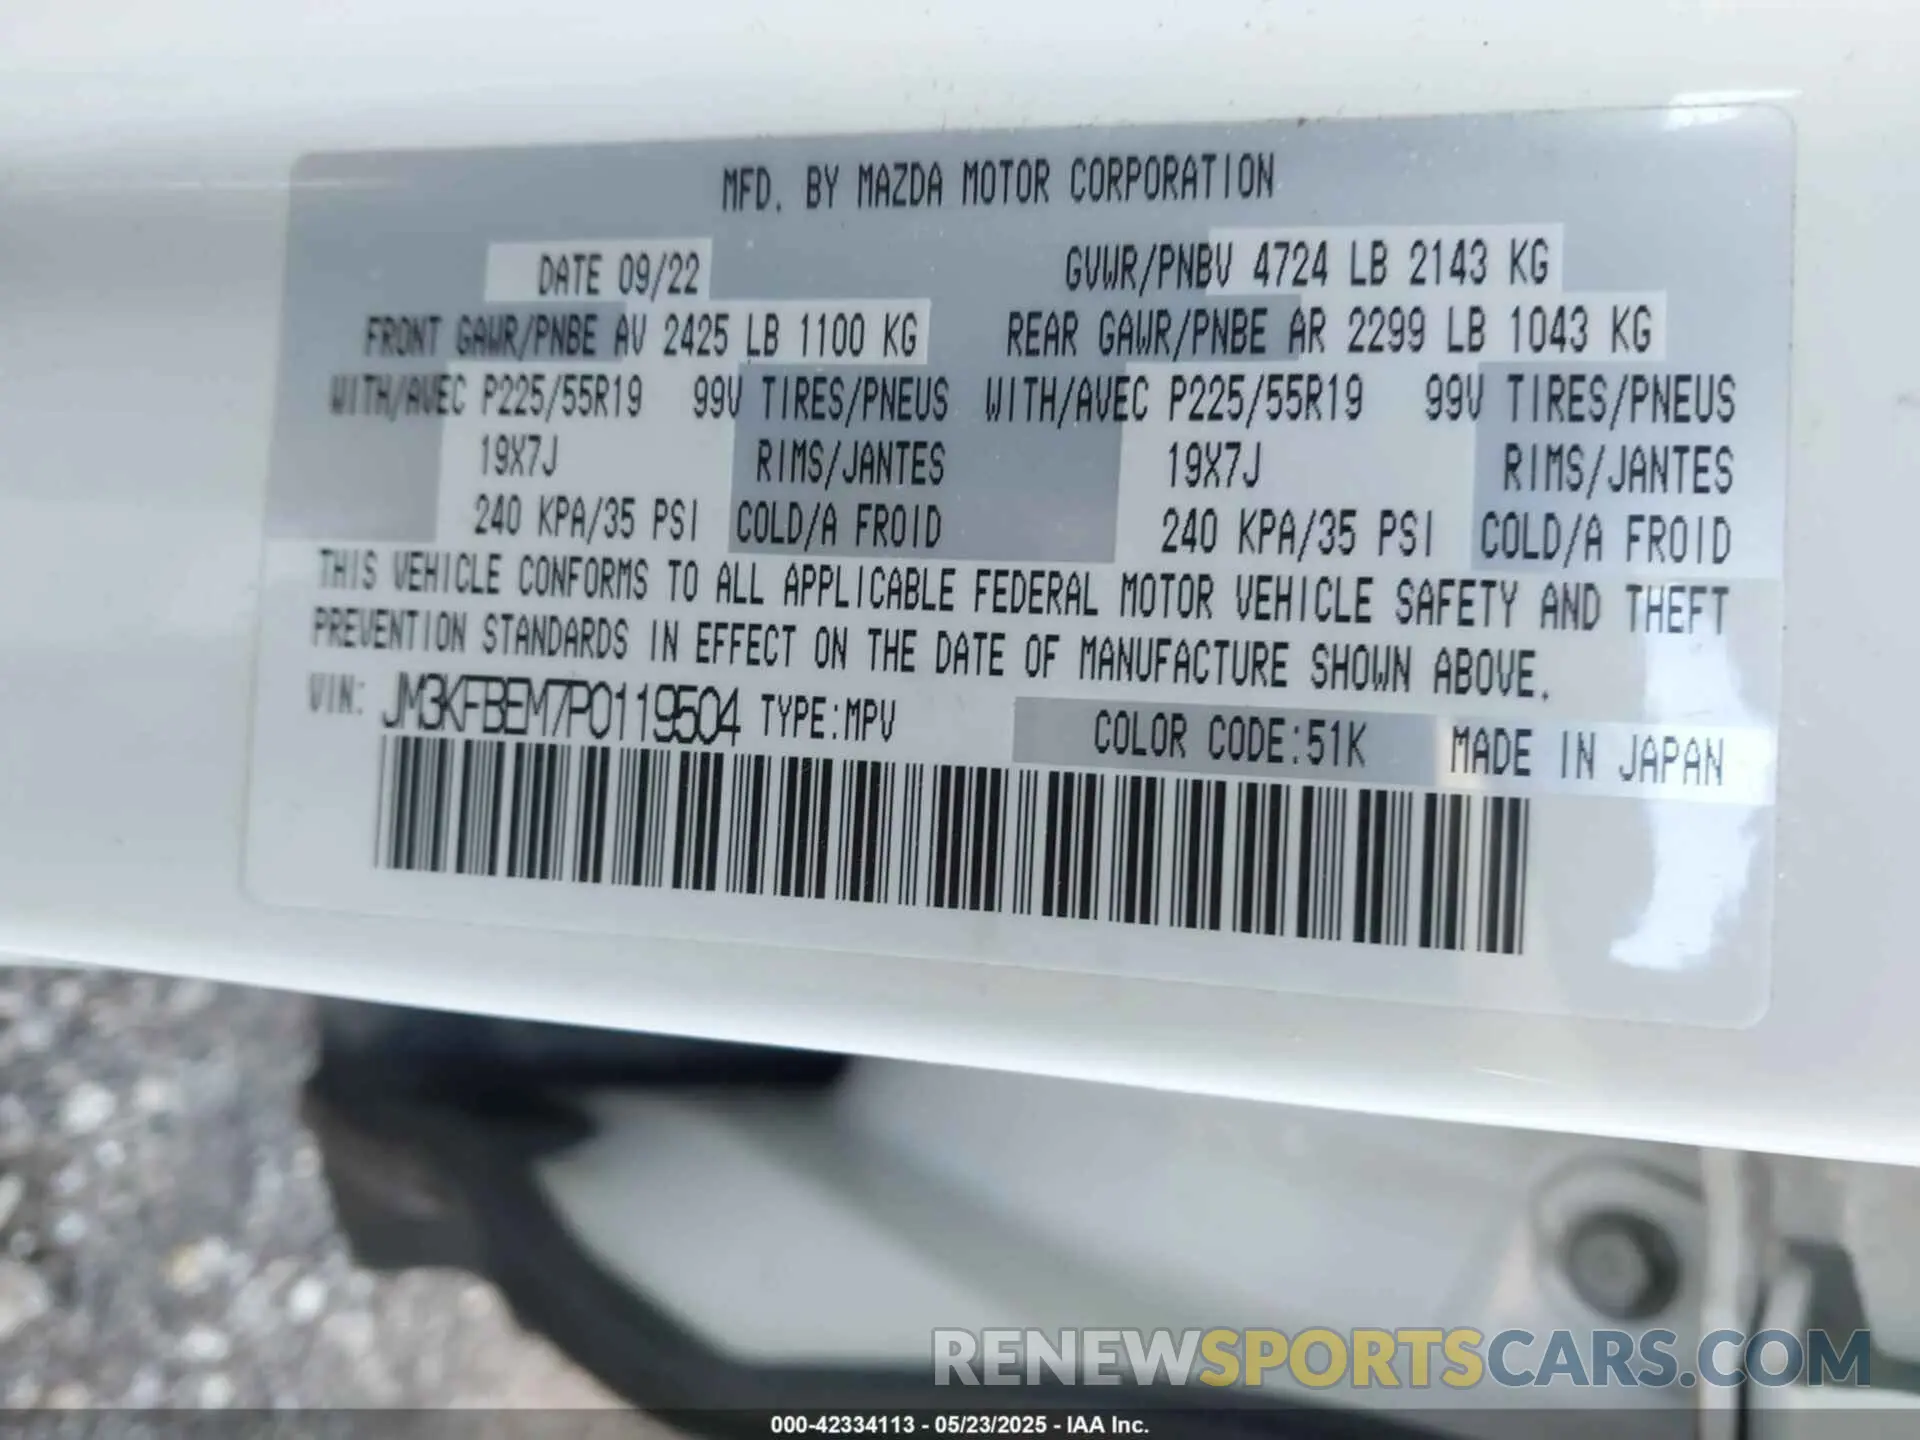 MFD. BY MAZDA MOTOR CORPORATION
DATE 09/22 GVWR/PNBV 4724 LB 2143 KG
FRONT GAWR/PNBE AV 2425 LB 1100 KG REAR GAWR/PNBE AR 2299 LB 1043 KG
WITH/AVEC P225/55R19 99V TIRES/PNEUS WITH/AVEC P225/55R19 99V TIRES/PNEUS
19X7J RIMS/JANTES 19X7J RIMS/JANTES
240 KPA/35 PSI COLD/A FROID 240 KPA/35 PSI COLD/A FROID
THIS VEHICLE CONFORMS TO ALL APPLICABLE FEDERAL MOTOR VEHICLE SAFETY AND THEFT
PREVENTION STANDARDS IN EFFECT ON THE DATE OF MANUFACTURE SHOWN ABOVE.
VIN: JM3KFBEM7P0119504 TYPE:MPV COLOR CODE:51K MADE IN JAPAN
RENEWSPORTSCARS.COM
000-42334113 - 05/23/2025 - IAA Inc.